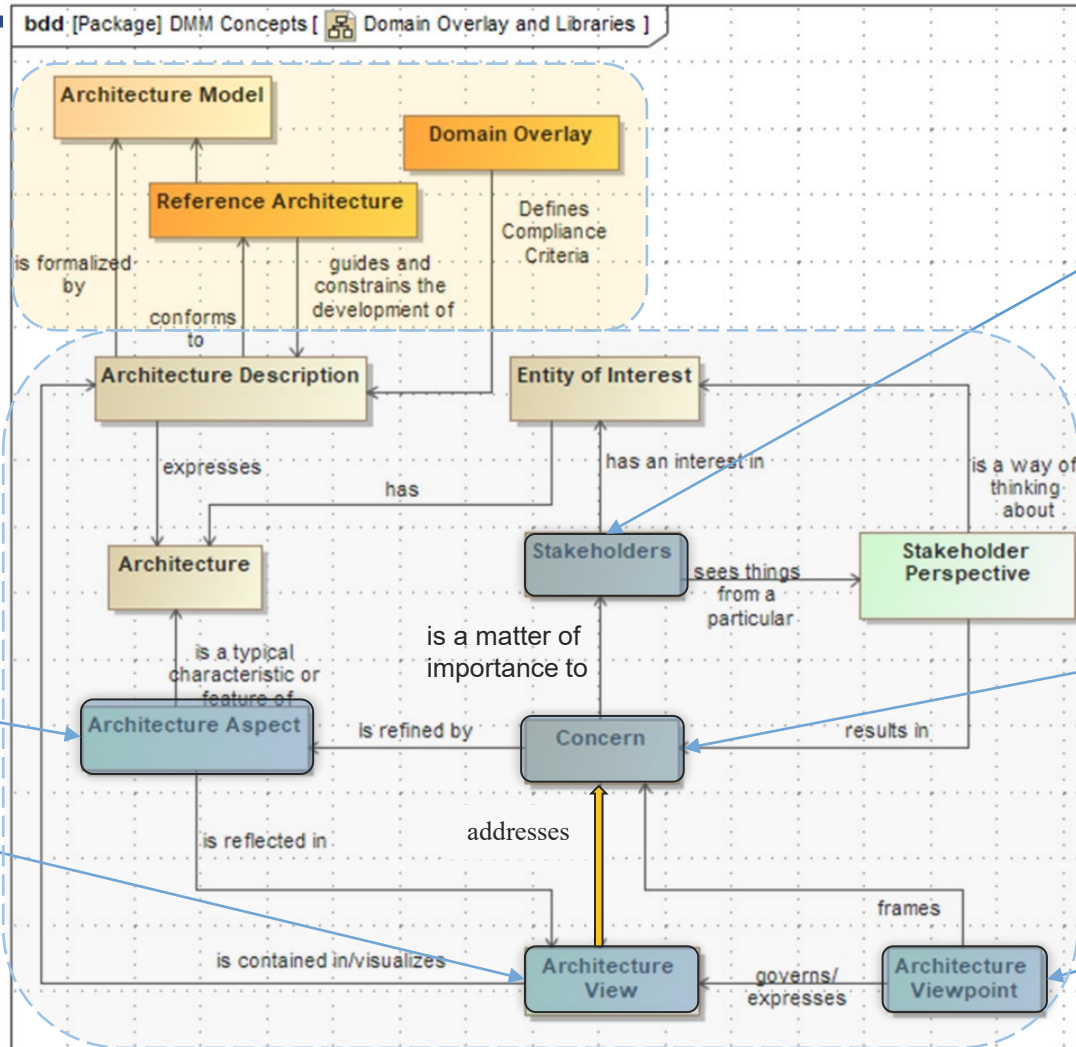 bdd [Package] DMM Concepts [ Domain Overlay and Libraries ]
Architecture Model
Domain Overlay
Reference Architecture
Defines
Compliance
Criteria
is formalized
by
guides and
constrains the
development of
conforms
to
Architecture Description
Entity of Interest
expresses
has an interest in
is a way of
thinking
about
has
Architecture
Stakeholders
sees things
from a
particular
Stakeholder
Perspective
is a matter of
importance to
is a typical
characteristic or
feature of
Architecture Aspect
is refined by
Concern
results in
addresses
is reflected in
frames
is contained in/visualizes
Architecture
View
governs/
expresses
Architecture
Viewpoint